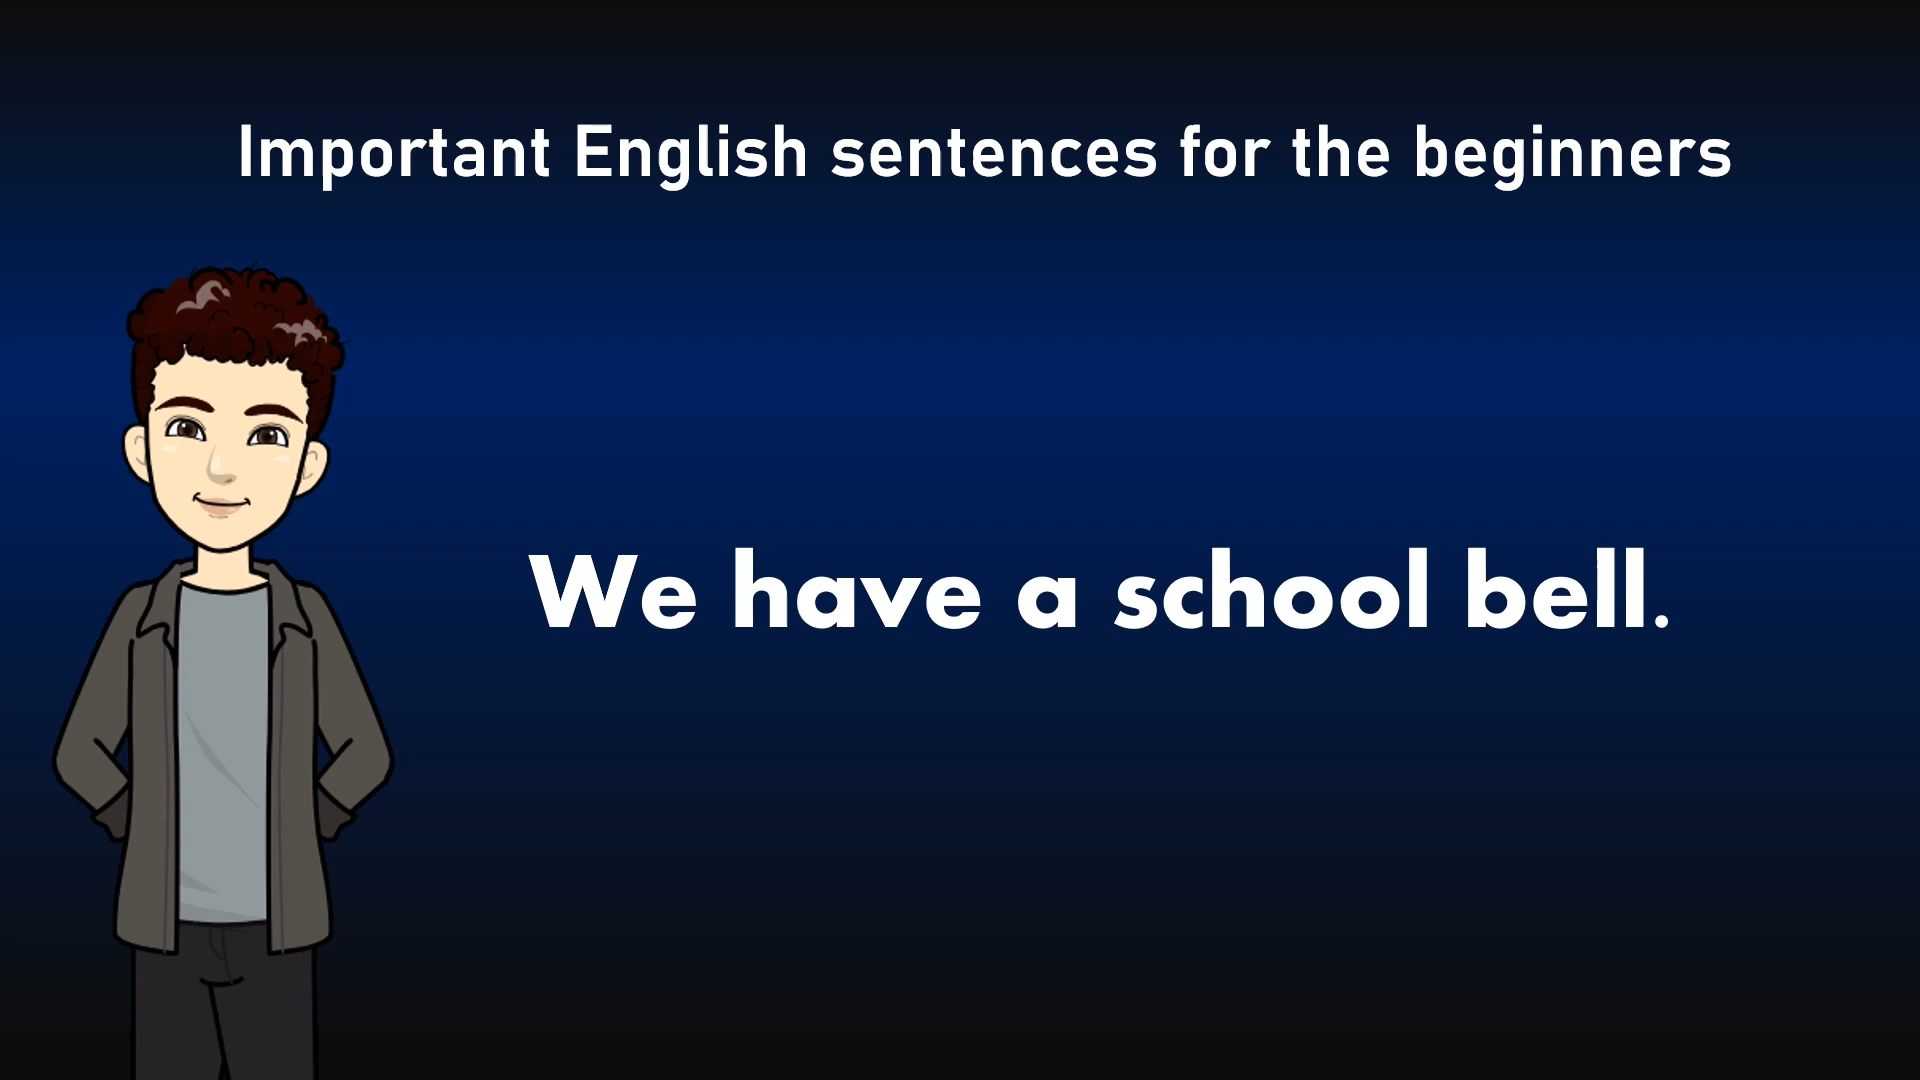 Important English sentences for the beginners
We have a school bell.